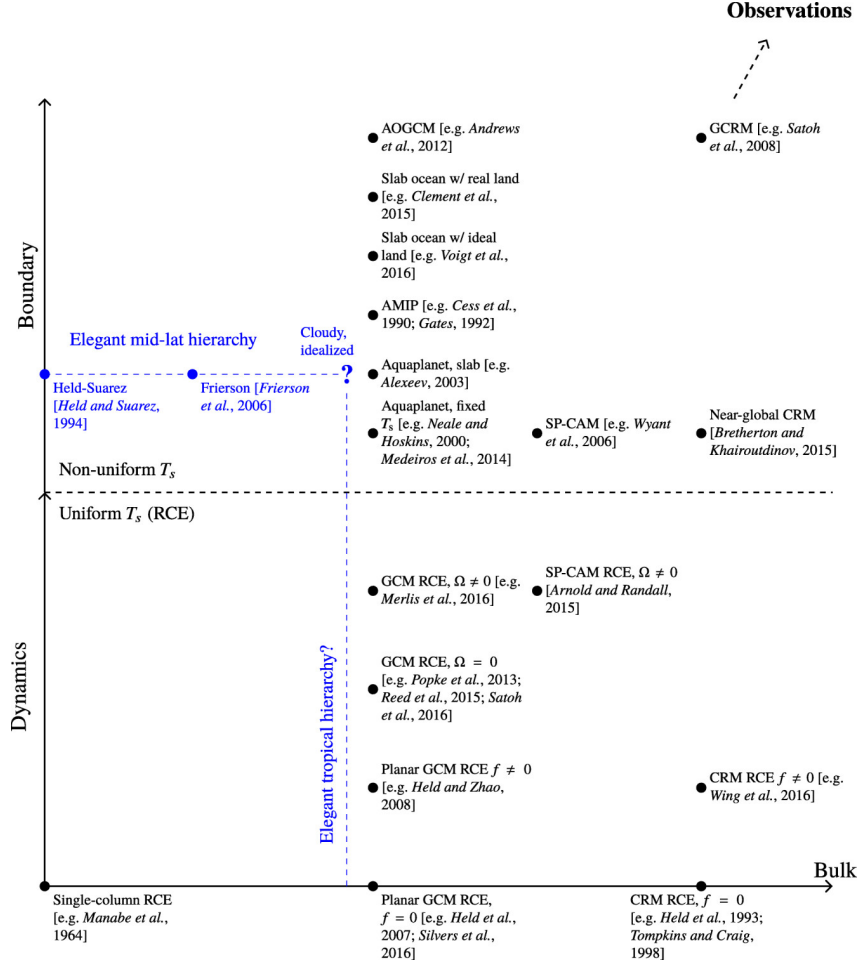 Observations
AOGCM [e.g. Andrews
et al., 2012]
GCRM [e.g. Satoh
et al., 2008]
Slab ocean w/ real land
[e.g. Clement et al.,
2015]
Slab ocean w/ ideal
land [e.g. Voigt et al.,
2016]
Boundary
AMIP [e.g. Cess et al.,
1990; Gates, 1992]
Elegant mid-lat hierarchy
Cloudy,
idealized
?
Held-Suarez
[Held and Suarez,
1994]
Frierson [Frierson
et al., 2006]
Aquaplanet, slab [e.g.
Alexeev, 2003]
Aquaplanet, fixed
Ts [e.g. Neale and
Hoskins, 2000;
Medeiros et al., 2014]
SP-CAM [e.g. Wyant
et al., 2006]
Near-global CRM
[Bretherton and
Khairoutdinov, 2015]
Non-uniform Ts
Uniform Ts (RCE)
GCM RCE, Ω ≠ 0 [e.g.
Merlis et al., 2016]
SP-CAM RCE, Ω ≠ 0
[Arnold and Randall,
2015]
Dynamics
Elegant tropical hierarchy?
GCM RCE, Ω = 0
[e.g. Popke et al., 2013;
Reed et al., 2015; Satoh
et al., 2016]
Planar GCM RCE f ≠ 0
[e.g. Held and Zhao,
2008]
CRM RCE f ≠ 0 [e.g.
Wing et al., 2016]
Bulk
Single-column RCE
[e.g. Manabe et al.,
1964]
Planar GCM RCE,
f = 0 [e.g. Held et al.,
2007; Silvers et al.,
2016]
CRM RCE, f = 0
[e.g. Held et al., 1993;
Tompkins and Craig,
1998]